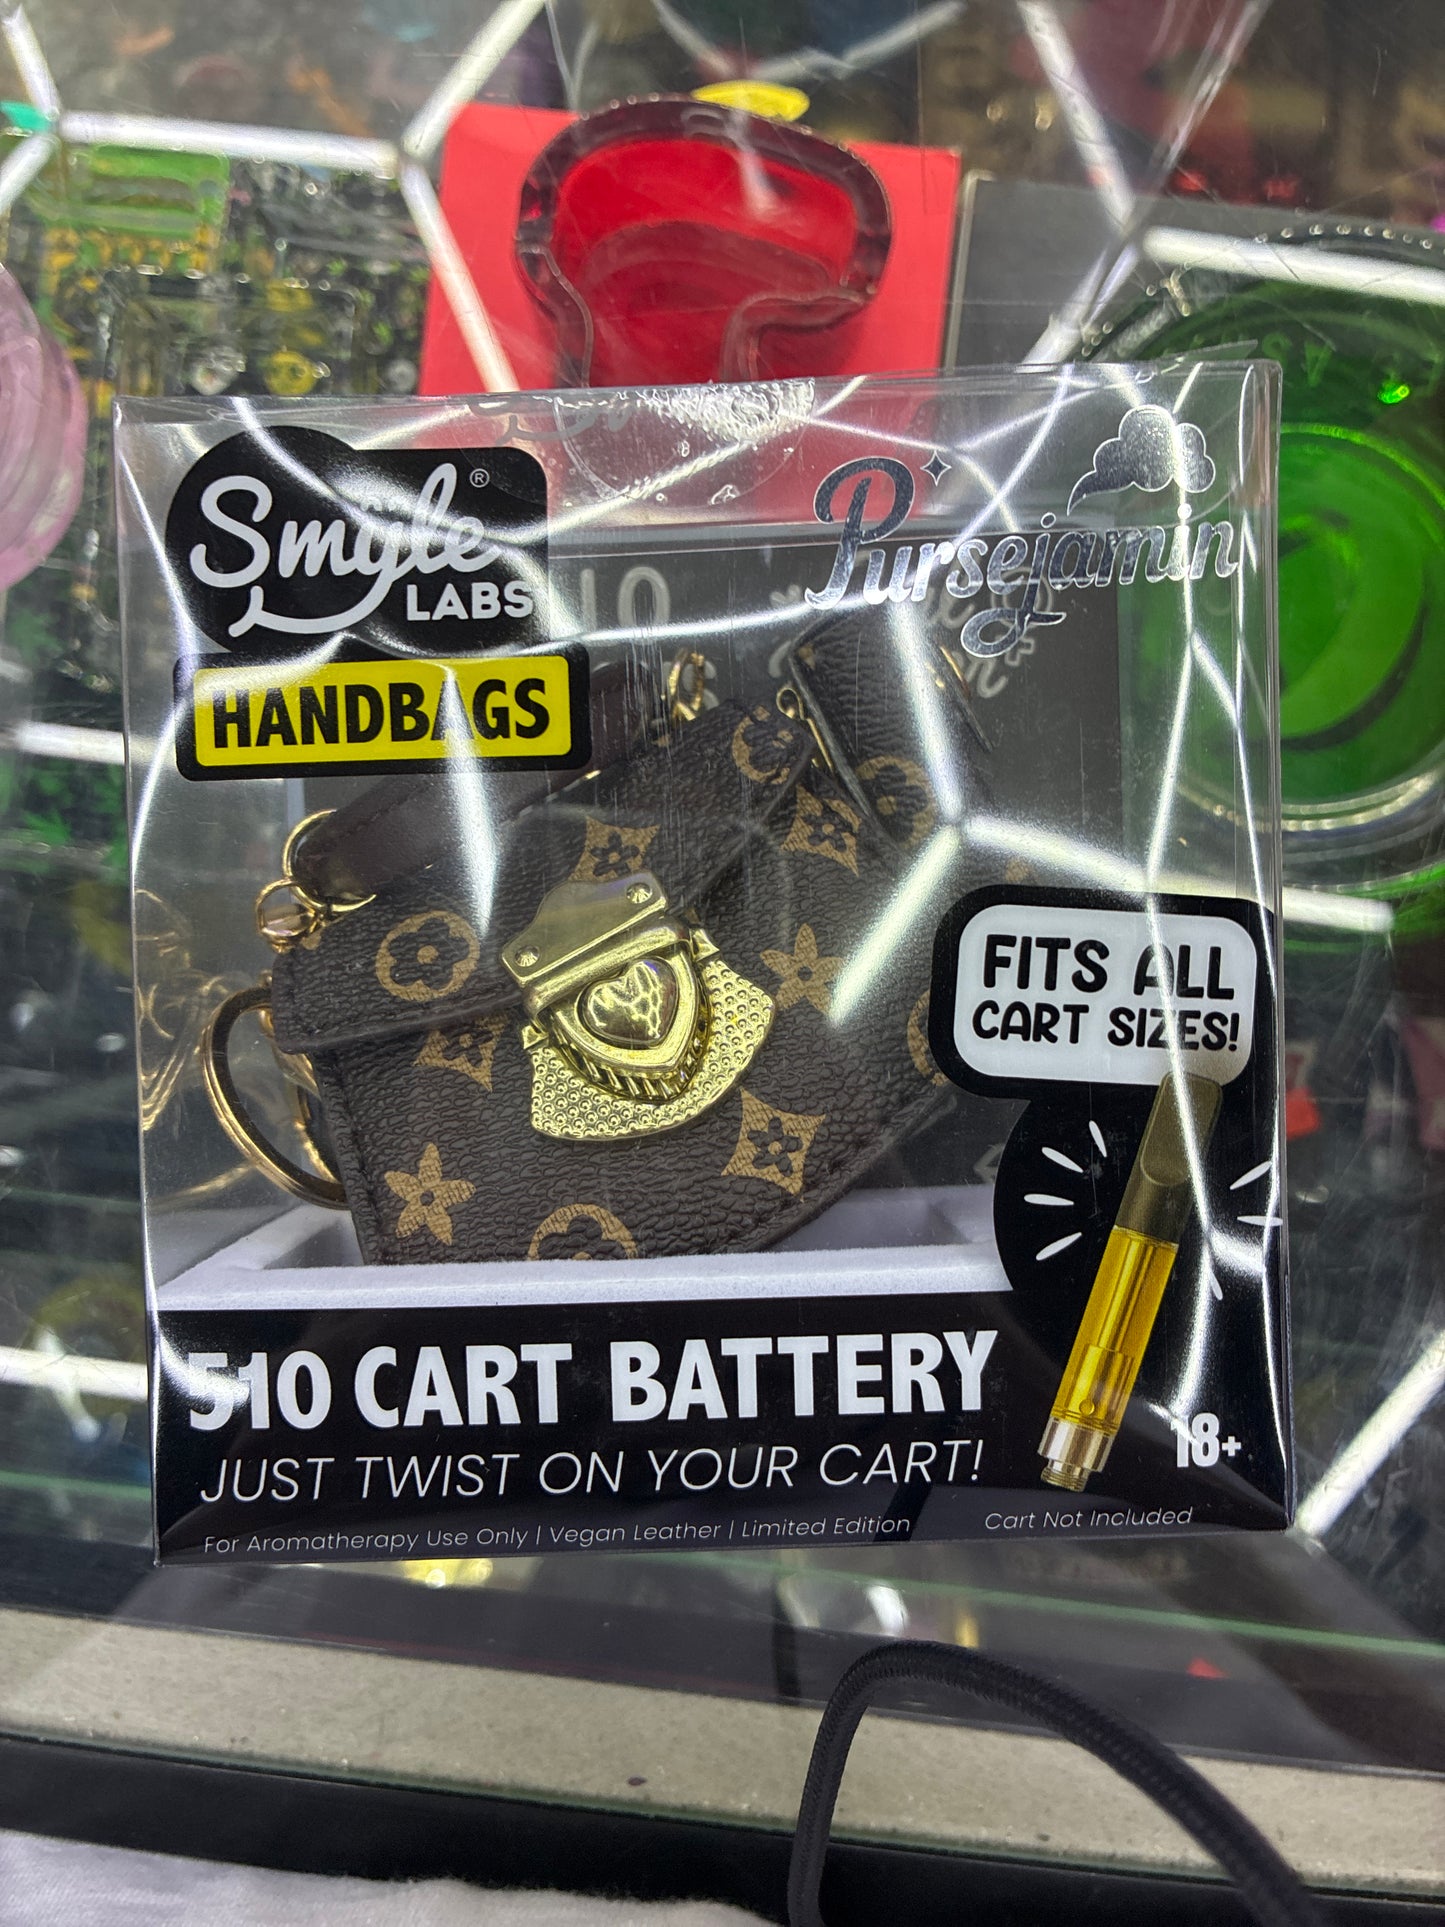 Smyle®
LABS
HANDBAGS
Pursejamin
10
FITS ALL
CART SIZES!
510 CART BATTERY
JUST TWIST ON YOUR CART!
18+
For Aromatherapy Use Only | Vegan Leather | Limited Edition
Cart Not Included